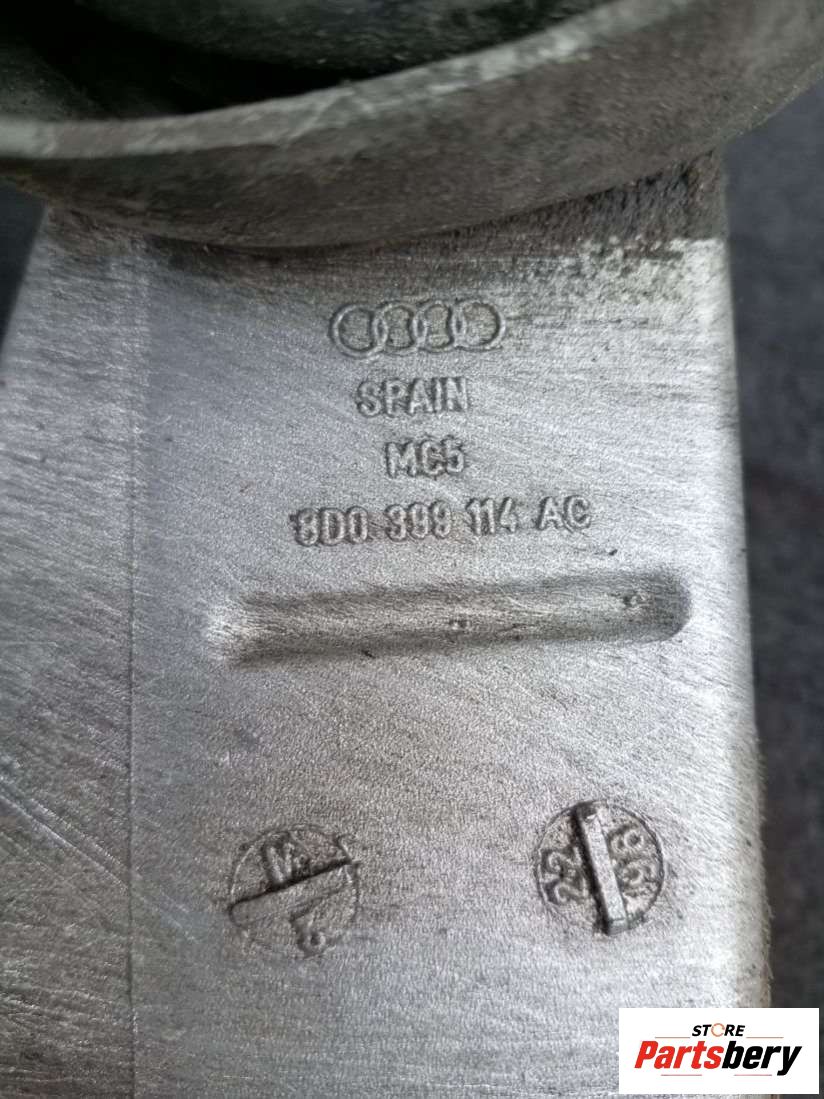 SPAIN
MC5
8D0 399 114 AC
22
98
STORE
Partsbery